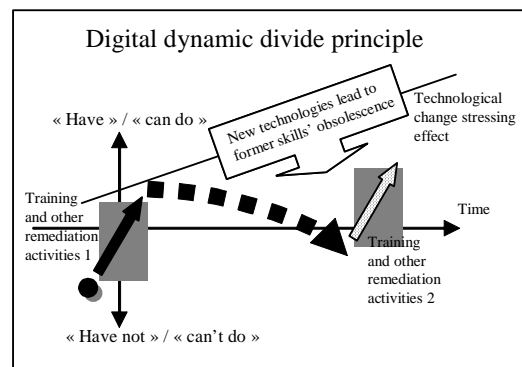 Digital dynamic divide principle
« Have » / « can do »
New technologies lead to
former skills' obsolescence
Technological
change stressing
effect
Training
and other
remediation
activities 1
Time
Training
and other
remediation
activities 2
« Have not » / « can't do »